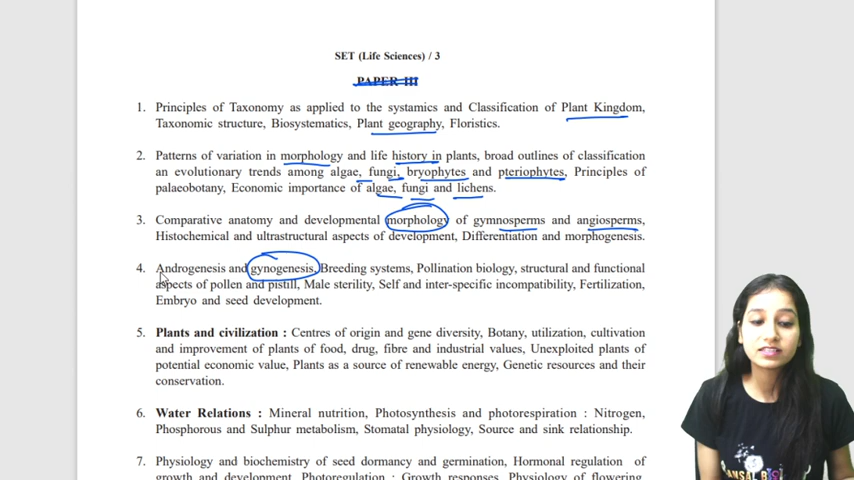 SET (Life Sciences) / 3
PAPER III
1. Principles of Taxonomy as applied to the systamics and Classification of Plant Kingdom,
Taxonomic structure, Biosystematics, Plant geography, Floristics.
2. Patterns of variation in morphology and life history in plants, broad outlines of classification
an evolutionary trends among algae, fungi, bryophytes and pteriophytes, Principles of
palaeobotany, Economic importance of algae, fungi and lichens.
3. Comparative anatomy and developmental morphology of gymnosperms and angiosperms,
Histochemical and ultrastructural aspects of development, Differentiation and morphogenesis.
4. Androgenesis and gynogenesis, Breeding systems, Pollination biology, structural and functional
aspects of pollen and pistill, Male sterility, Self and inter-specific incompatibility, Fertilization,
Embryo and seed development.
5. Plants and civilization : Centres of origin and gene diversity, Botany, utilization, cultivation
and improvement of plants of food, drug, fibre and industrial values, Unexploited plants of
potential economic value, Plants as a source of renewable energy, Genetic resources and their
conservation.
6. Water Relations : Mineral nutrition, Photosynthesis and photorespiration : Nitrogen,
Phosphorous and Sulphur metabolism, Stomatal physiology, Source and sink relationship.
7. Physiology and biochemistry of seed dormancy and germination, Hormonal regulation of
growth and development, Photoregulation : Growth responses, Physiology of flowering,